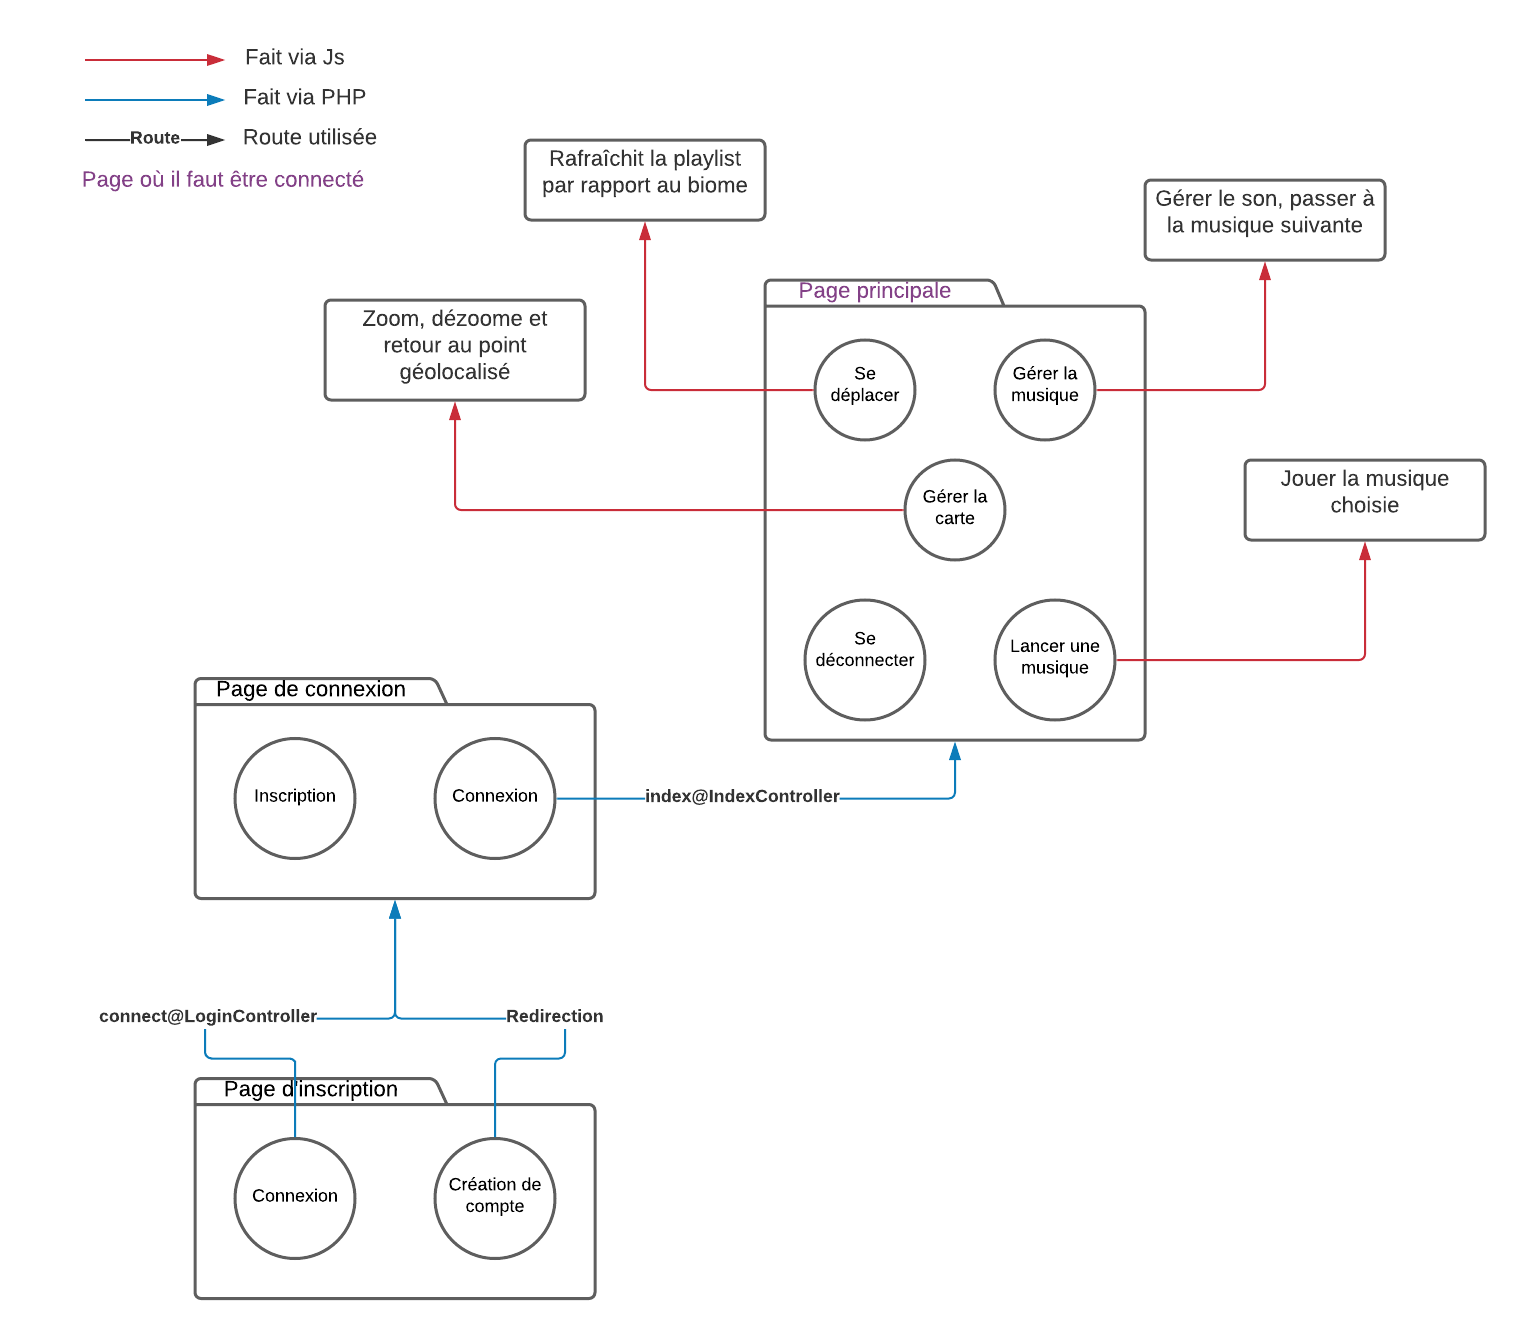 Fait via Js
Fait via PHP
Route
Route utilisée
Page où il faut être connecté
Rafraîchit la playlist
par rapport au biome
Gérer le son, passer à
la musique suivante
Zoom, dézoome et
retour au point
géolocalisé
Page principale
Se
déplacer
Gérer la
musique
Gérer la
carte
Jouer la musique
choisie
Se
déconnecter
Lancer une
musique
Page de connexion
Inscription
Connexion
index@IndexController
connect@LoginController
Redirection
Page d'inscription
Connexion
Création de
compte